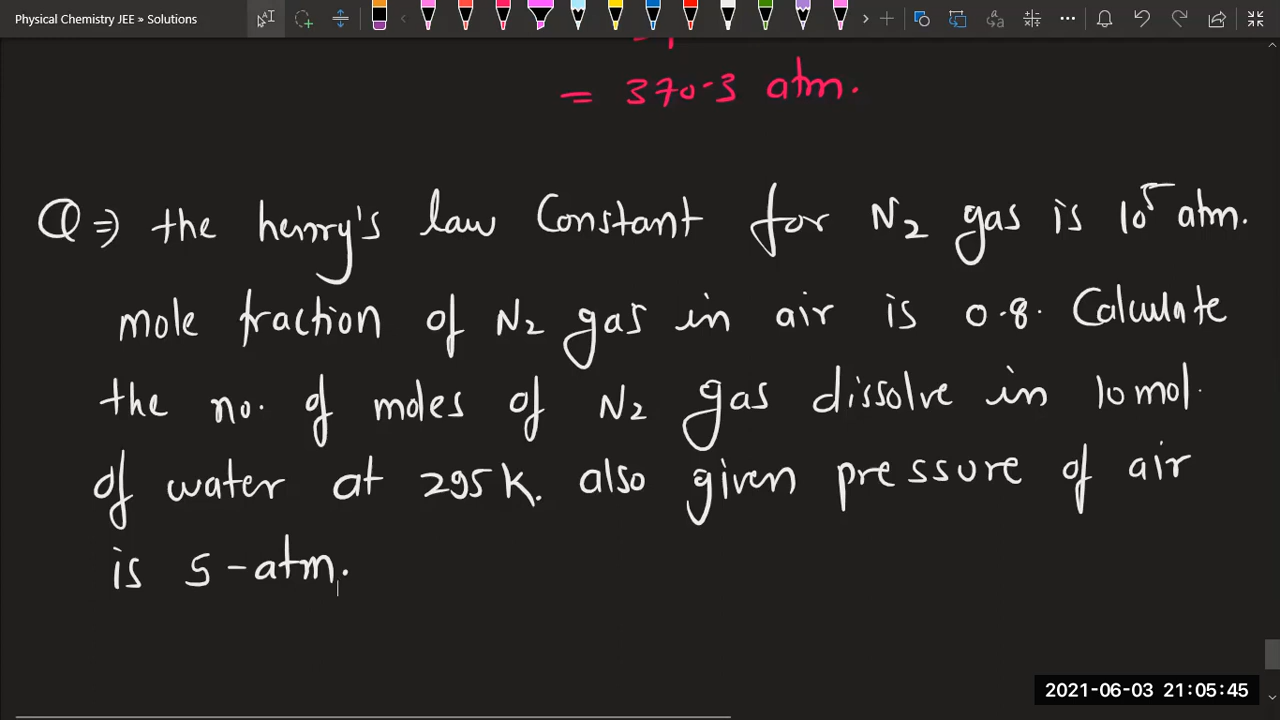 Physical Chemistry JEE » Solutions
= 370.3 atm.
Q⇒ the henry's law Constant for N₂ gas is 10⁵ atm.
mole fraction of N₂ gas in air is 0.8. Calculate
the no. of moles of N₂ gas dissolve in 10 mol.
of water at 295K. also given pressure of air
is 5-atm.
2021-06-03 21:05:45